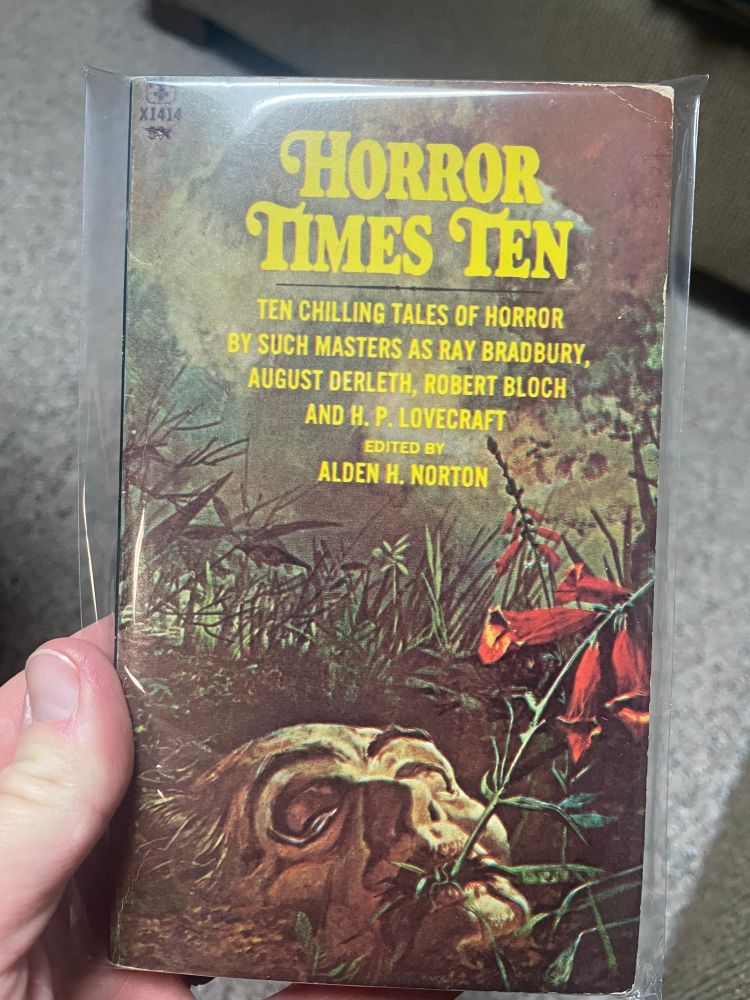 X1414
HORROR
TIMES TEN
TEN CHILLING TALES OF HORROR
BY SUCH MASTERS AS RAY BRADBURY,
AUGUST DERLETH, ROBERT BLOCH
AND H. P. LOVECRAFT
EDITED BY
ALDEN H. NORTON